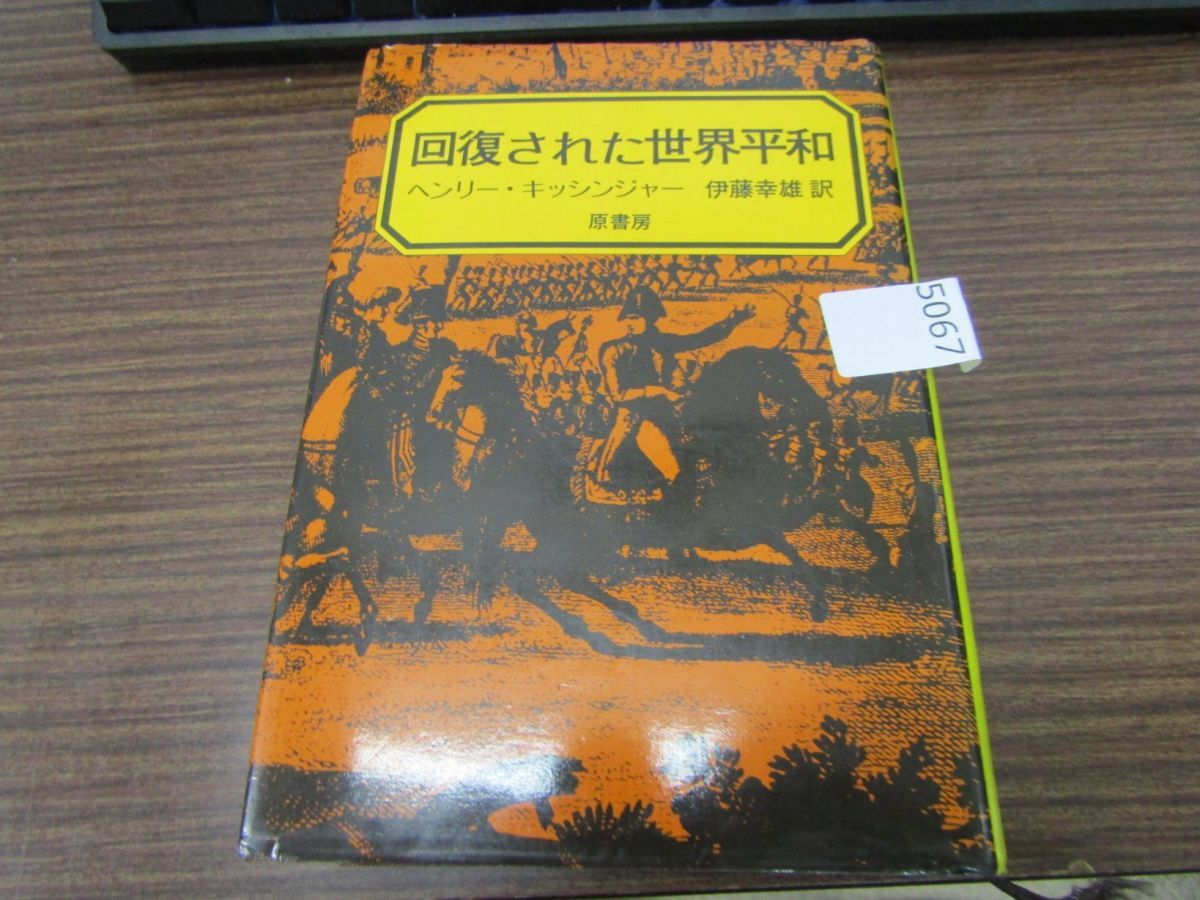 回復された世界平和
ヘンリー・キッシンジャー 伊藤幸雄 訳
原書房
5067